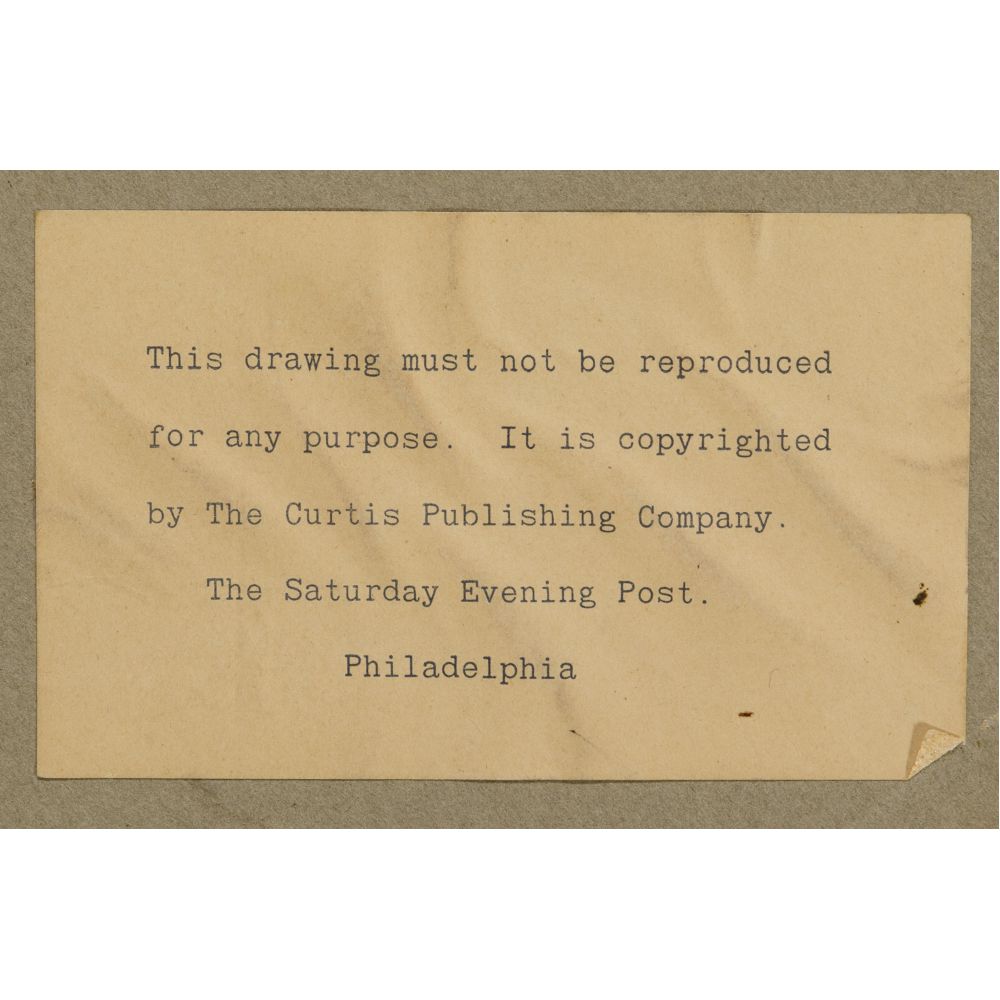 This drawing must not be reproduced
for any purpose.  It is copyrighted
by The Curtis Publishing Company.
The Saturday Evening Post.
Philadelphia